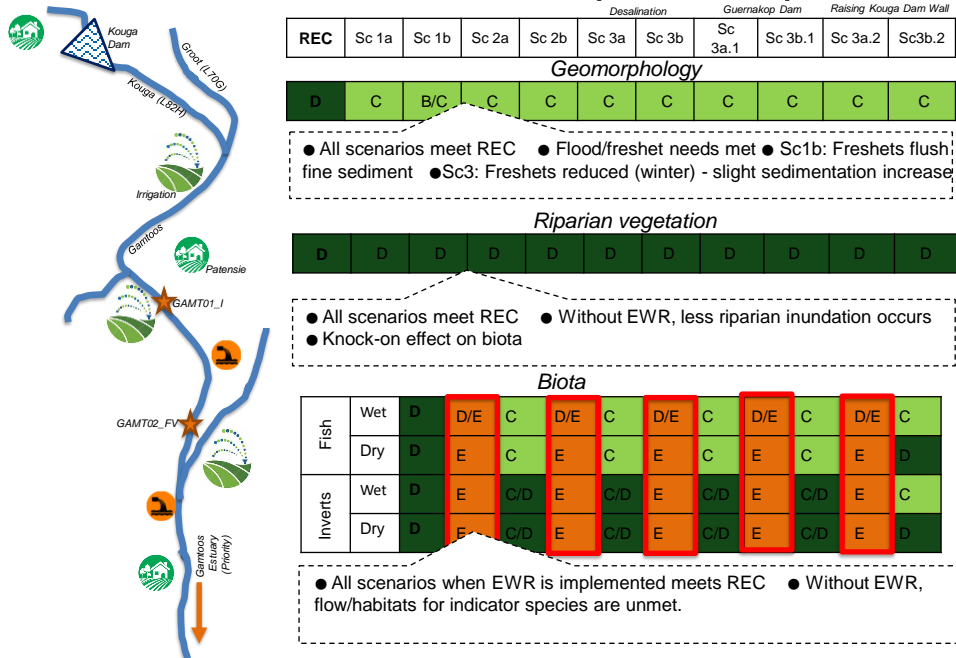 Desalination Guernakop Dam Raising Kouga Dam Wall
REC Sc 1a Sc 1b Sc 2a Sc 2b Sc 3a Sc 3b Sc 3a.1 Sc 3b.1 Sc 3a.2 Sc3b.2
Geomorphology
D C B/C C C C C C C C C
● All scenarios meet REC ● Flood/freshet needs met ● Sc1b: Freshets flush
fine sediment ●Sc3: Freshets reduced (winter) - slight sedimentation increase
Riparian vegetation
D D D D D D D D D D D
● All scenarios meet REC ● Without EWR, less riparian inundation occurs
● Knock-on effect on biota
Biota
Fish
Wet D D/E C D/E C D/E C D/E C D/E C
Dry D E C E C E C E C E D
Inverts
Wet D E C/D E C/D E C/D E C/D E C
Dry D E C/D E C/D E C/D E C/D E D
● All scenarios when EWR is implemented meets REC ● Without EWR,
flow/habitats for indicator species are unmet.
Kouga
Dam
Groot (L70G)
Kouga (L82H)
Irrigation
Gamtoos
Patensie
GAMT01_I
GAMT02_FV
Gamtoos
Estuary
(Priority)